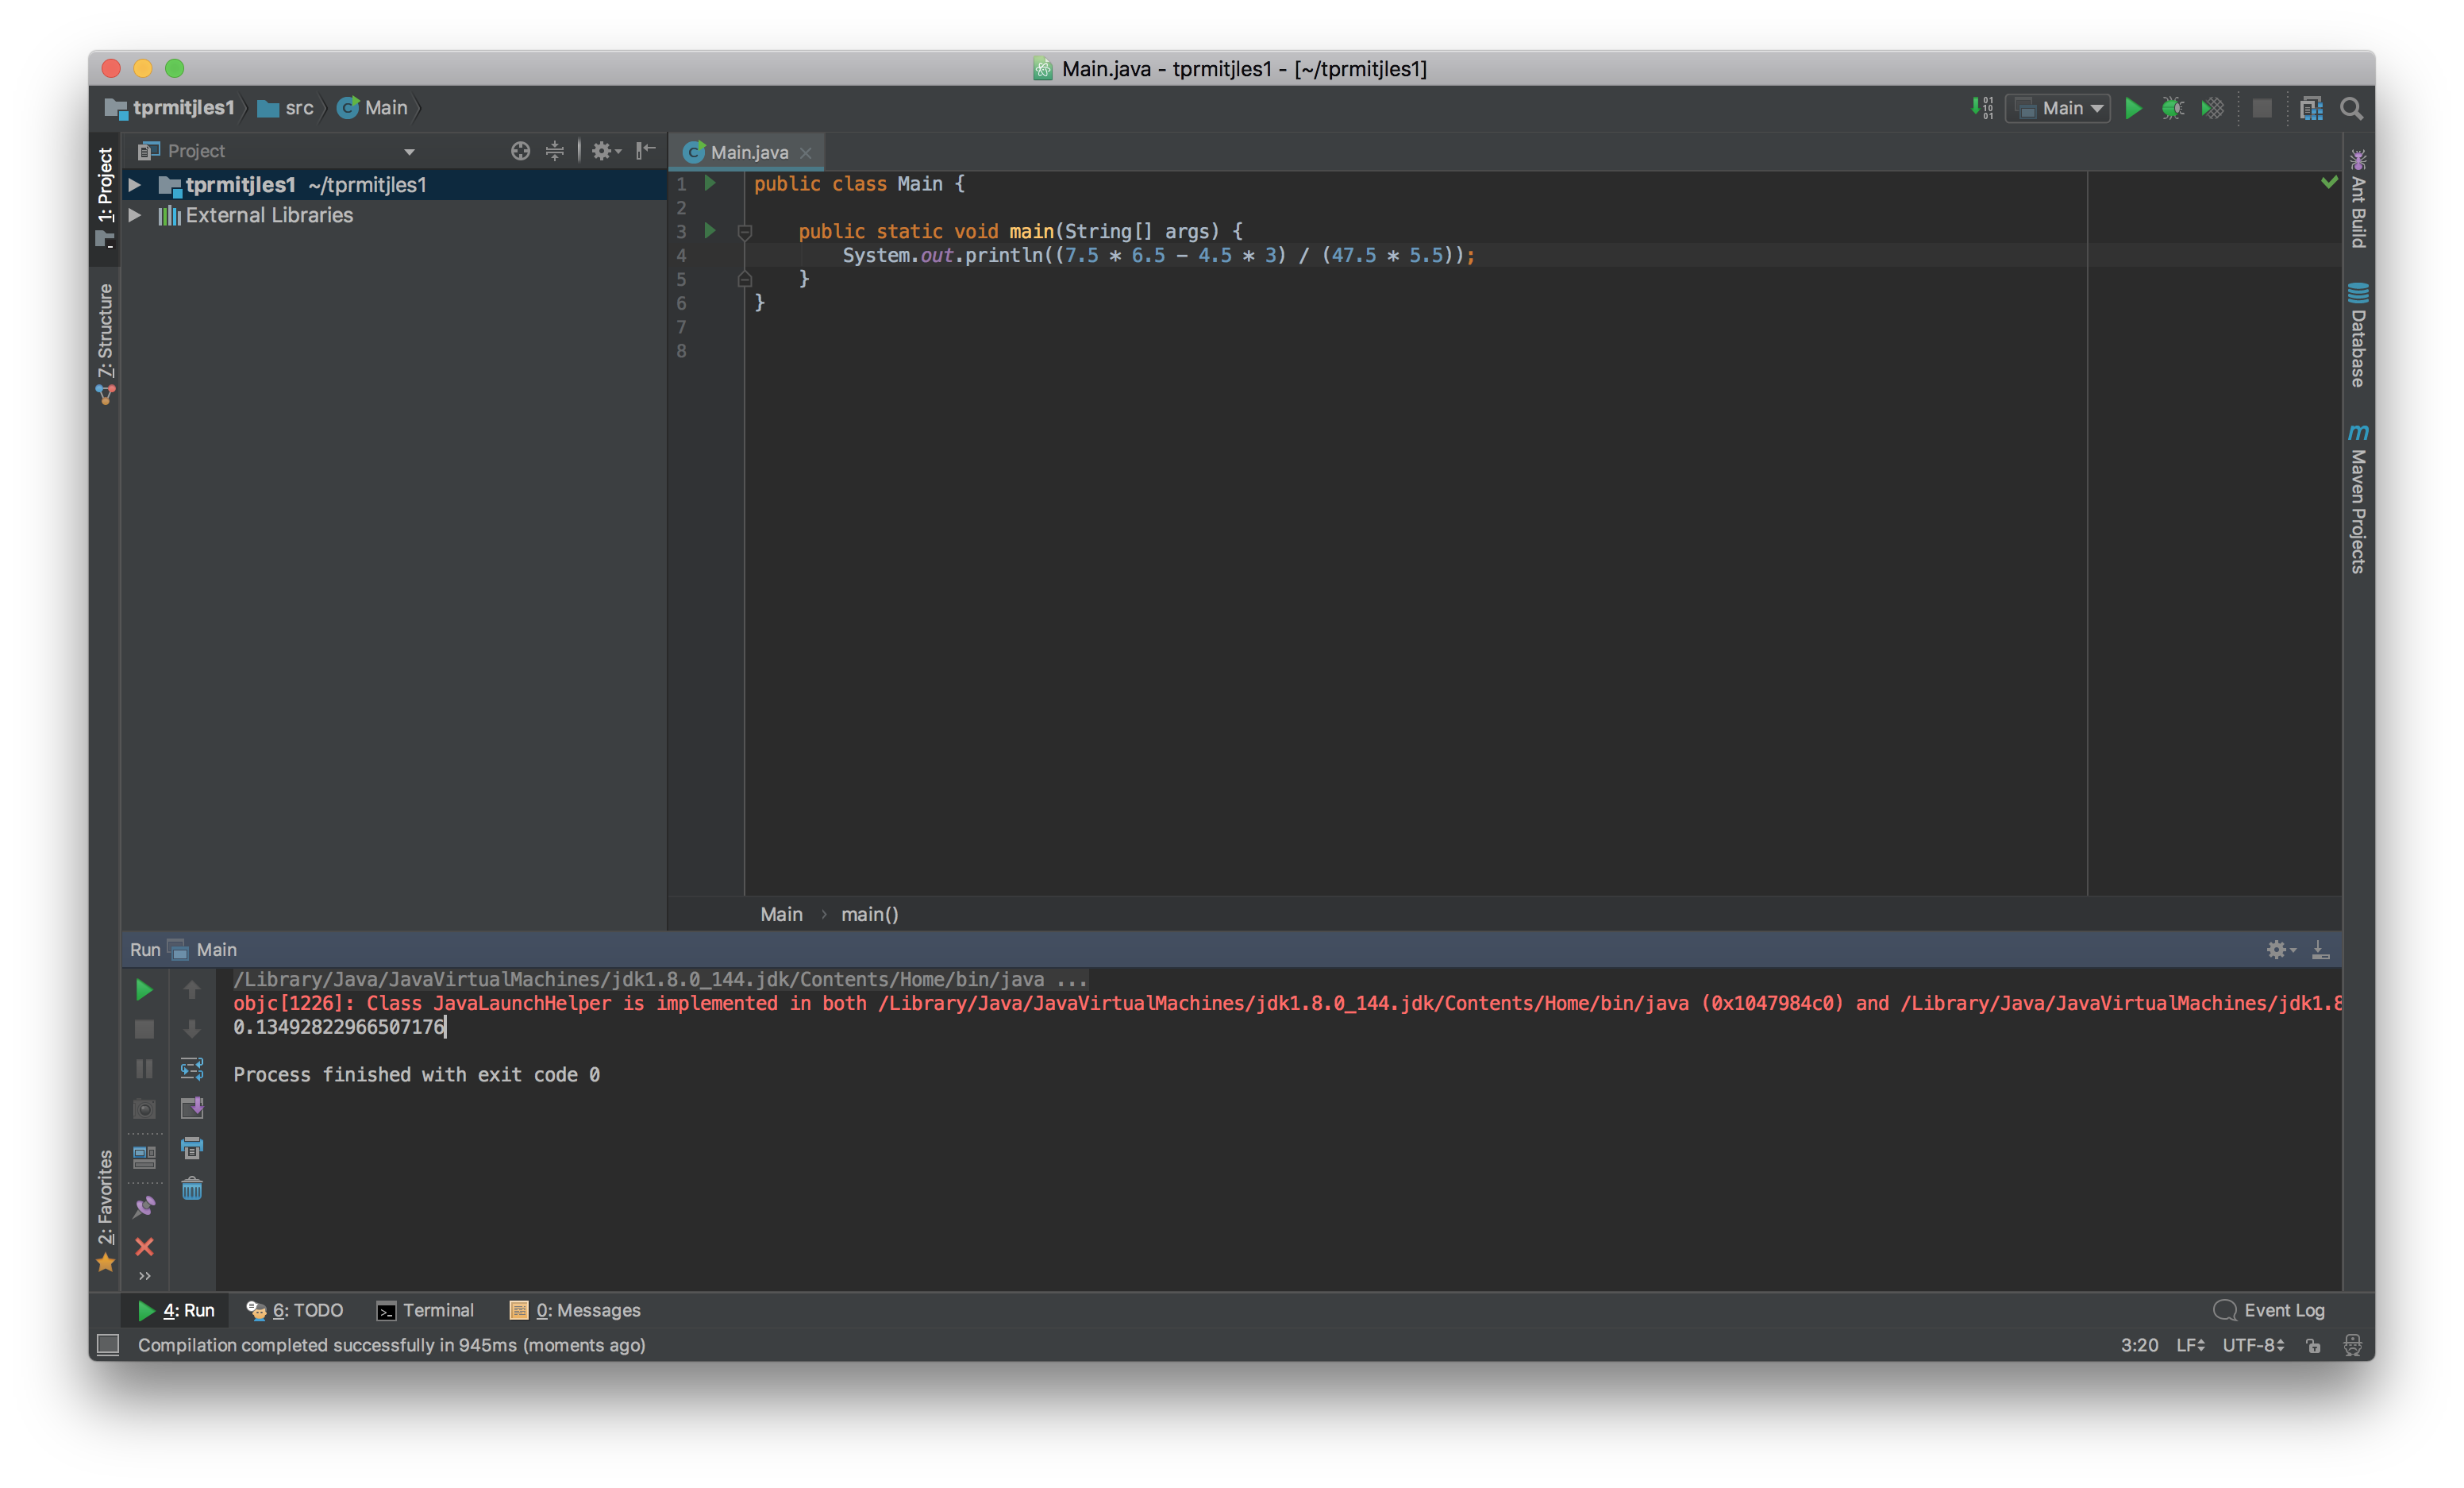 Main.java - tprmitjles1 - [~/tprmitjles1]
tprmitjles1 src Main
Main
1: Project
7: Structure
2: Favorites
Project
tprmitjles1 ~/tprmitjles1
External Libraries
Main.java
1 public class Main {
2
3 public static void main(String[] args) {
4 System.out.println((7.5 * 6.5 - 4.5 * 3) / (47.5 * 5.5));
5 }
6 }
7
8
Main › main()
Ant Build
Database
Maven Projects
Run Main
/Library/Java/JavaVirtualMachines/jdk1.8.0_144.jdk/Contents/Home/bin/java ...
objc[1226]: Class JavaLaunchHelper is implemented in both /Library/Java/JavaVirtualMachines/jdk1.8.0_144.jdk/Contents/Home/bin/java (0x1047984c0) and /Library/Java/JavaVirtualMachines/jdk1.8
0.13492822966507176
Process finished with exit code 0
4: Run 6: TODO Terminal 0: Messages Event Log
Compilation completed successfully in 945ms (moments ago) 3:20 LF UTF-8